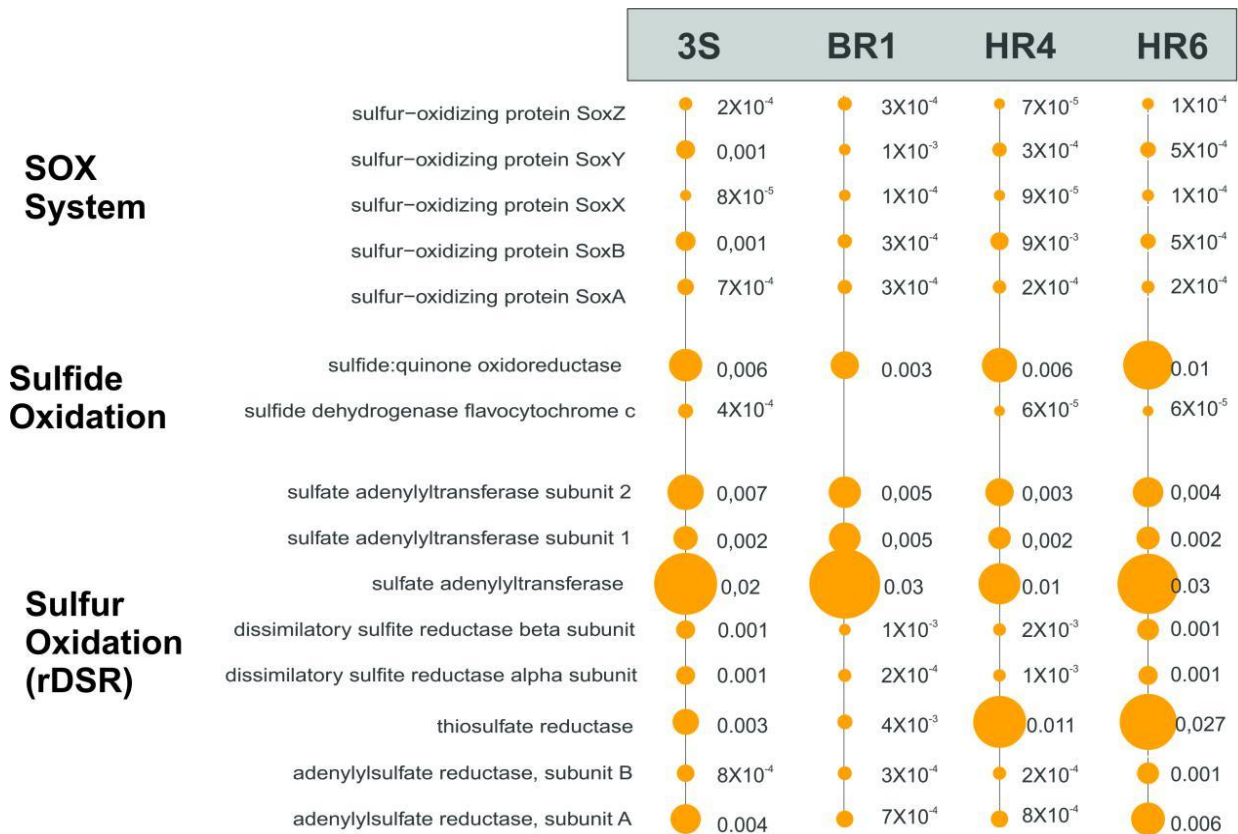 3S BR1 HR4 HR6
SOX
System
sulfur−oxidizing protein SoxZ 2X10⁻⁴ 3X10⁻⁴ 7X10⁻⁵ 1X10⁻⁴
sulfur−oxidizing protein SoxY 0,001 1X10⁻³ 3X10⁻⁴ 5X10⁻⁴
sulfur−oxidizing protein SoxX 8X10⁻⁵ 1X10⁻⁴ 9X10⁻⁵ 1X10⁻⁴
sulfur−oxidizing protein SoxB 0,001 3X10⁻⁴ 9X10⁻³ 5X10⁻⁴
sulfur−oxidizing protein SoxA 7X10⁻⁴ 3X10⁻⁴ 2X10⁻⁴ 2X10⁻⁴
Sulfide
Oxidation
sulfide:quinone oxidoreductase 0,006 0.003 0.006 0.01
sulfide dehydrogenase flavocytochrome c 4X10⁻⁴ 6X10⁻⁵ 6X10⁻⁵
Sulfur
Oxidation
(rDSR)
sulfate adenylyltransferase subunit 2 0,007 0,005 0,003 0,004
sulfate adenylyltransferase subunit 1 0,002 0,005 0,002 0.002
sulfate adenylyltransferase 0,02 0.03 0.01 0.03
dissimilatory sulfite reductase beta subunit 0.001 1X10⁻³ 2X10⁻³ 0.001
dissimilatory sulfite reductase alpha subunit 0.001 2X10⁻⁴ 1X10⁻³ 0.001
thiosulfate reductase 0.003 4X10⁻³ 0.011 0,027
adenylylsulfate reductase, subunit B 8X10⁻⁴ 3X10⁻⁴ 2X10⁻⁴ 0.001
adenylylsulfate reductase, subunit A 0.004 7X10⁻⁴ 8X10⁻⁴ 0.006